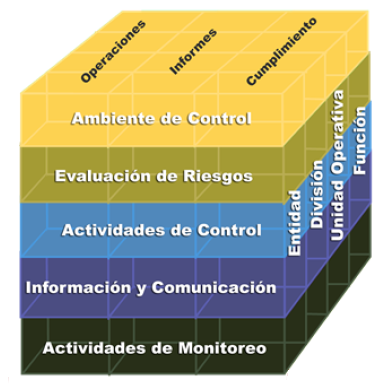 Operaciones
Informes
Cumplimiento
Ambiente de Control
Evaluación de Riesgos
Actividades de Control
Información y Comunicación
Actividades de Monitoreo
Entidad
División
Unidad Operativa
Función